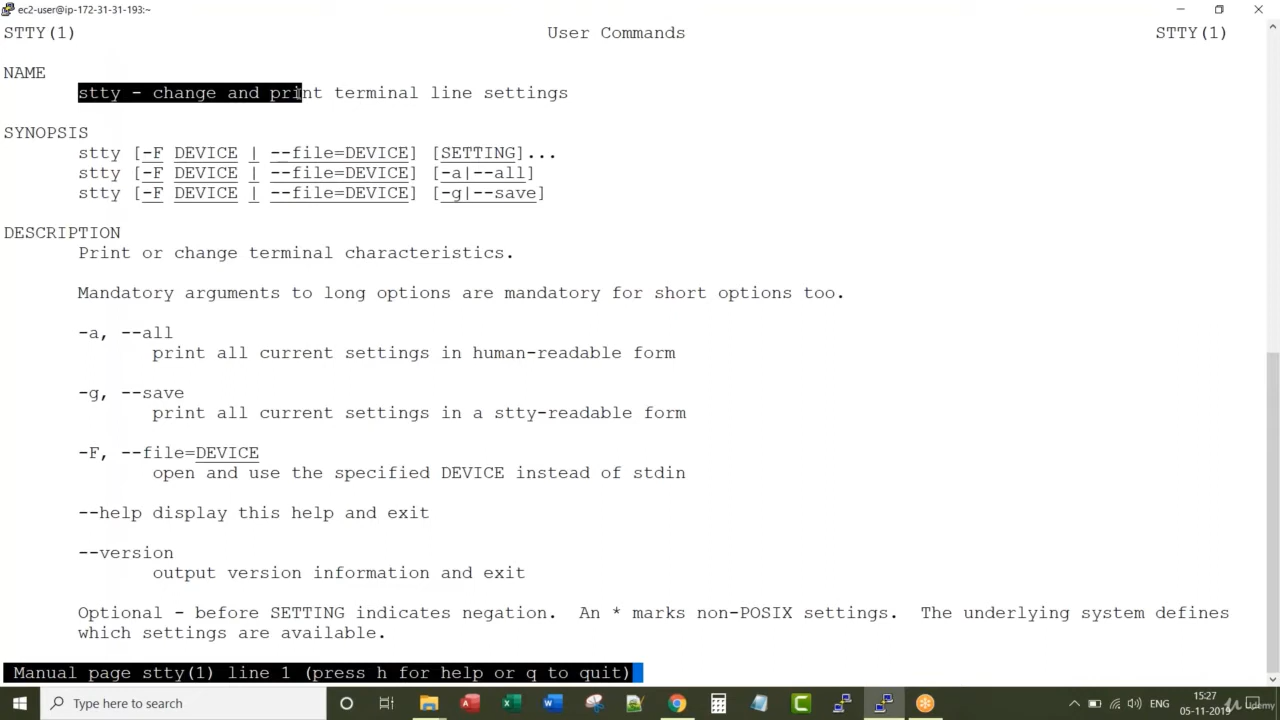 ec2-user@ip-172-31-31-193:~
STTY(1) User Commands STTY(1)
NAME
stty - change and print terminal line settings
SYNOPSIS
stty [-F DEVICE | --file=DEVICE] [SETTING]...
stty [-F DEVICE | --file=DEVICE] [-a|--all]
stty [-F DEVICE | --file=DEVICE] [-g|--save]
DESCRIPTION
Print or change terminal characteristics.
Mandatory arguments to long options are mandatory for short options too.
-a, --all
print all current settings in human-readable form
-g, --save
print all current settings in a stty-readable form
-F, --file=DEVICE
open and use the specified DEVICE instead of stdin
--help display this help and exit
--version
output version information and exit
Optional - before SETTING indicates negation. An * marks non-POSIX settings. The underlying system defines
which settings are available.
Manual page stty(1) line 1 (press h for help or q to quit)
Type here to search
ENG
15:27
05-11-2019
Udemy